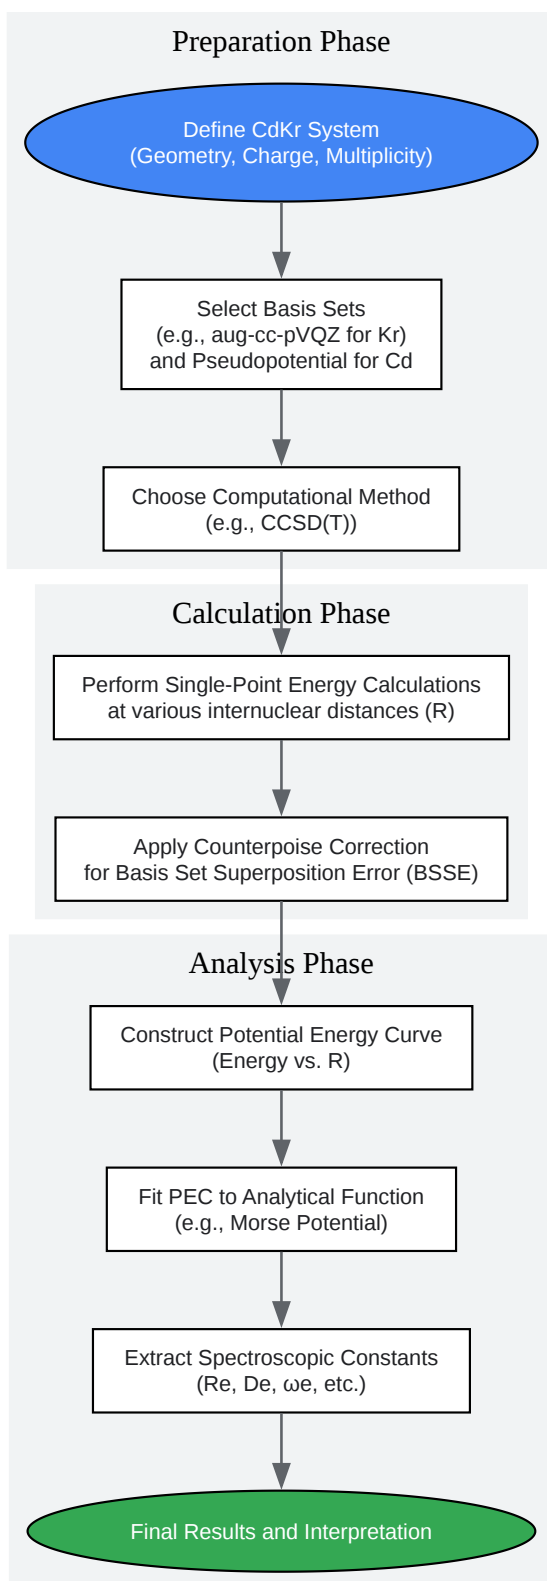 Preparation Phase
Define CdKr System
(Geometry, Charge, Multiplicity)
Select Basis Sets
(e.g., aug-cc-pVQZ for Kr)
and Pseudopotential for Cd
Choose Computational Method
(e.g., CCSD(T))
Calculation Phase
Perform Single-Point Energy Calculations
at various internuclear distances (R)
Apply Counterpoise Correction
for Basis Set Superposition Error (BSSE)
Analysis Phase
Construct Potential Energy Curve
(Energy vs. R)
Fit PEC to Analytical Function
(e.g., Morse Potential)
Extract Spectroscopic Constants
(Re, De, ωe, etc.)
Final Results and Interpretation